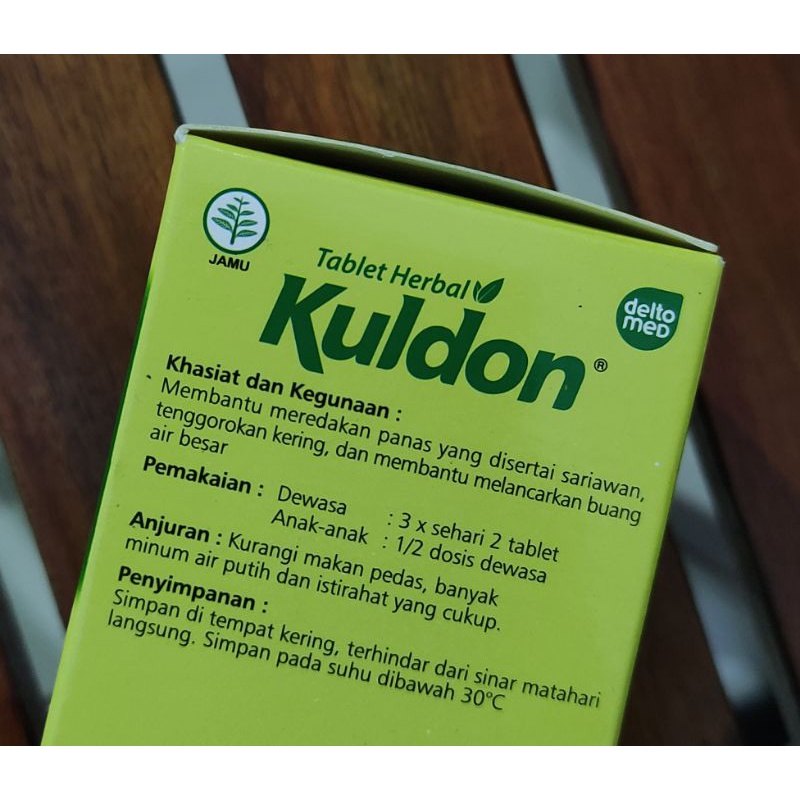 JAMU
Tablet Herbal
Kuldon®
delto
MED
Khasiat dan Kegunaan :
Membantu meredakan panas yang disertai sariawan,
tenggorokan kering, dan membantu melancarkan buang
air besar
Pemakaian : Dewasa : 3 x sehari 2 tablet
Anak-anak : 1/2 dosis dewasa
Anjuran : Kurangi makan pedas, banyak
minum air putih dan istirahat yang cukup.
Penyimpanan :
Simpan di tempat kering, terhindar dari sinar matahari
langsung. Simpan pada suhu dibawah 30°C